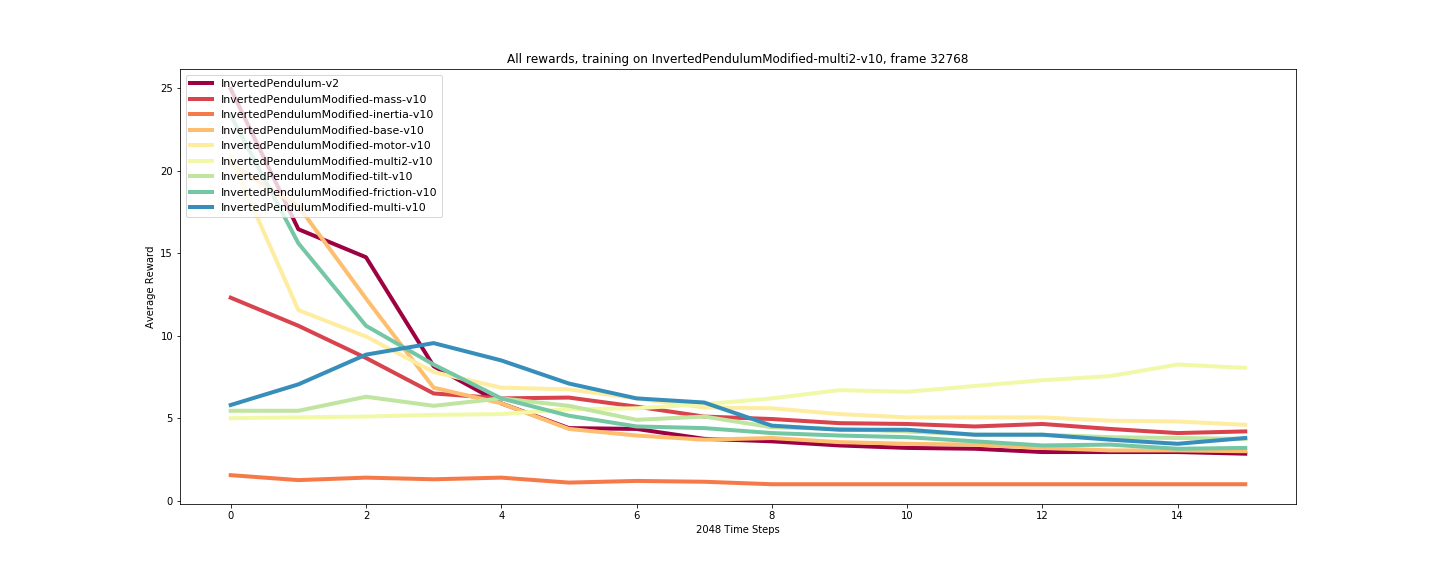 All rewards, training on InvertedPendulumModified-multi2-v10, frame 32768
InvertedPendulum-v2
InvertedPendulumModified-mass-v10
InvertedPendulumModified-inertia-v10
InvertedPendulumModified-base-v10
InvertedPendulumModified-motor-v10
InvertedPendulumModified-multi2-v10
InvertedPendulumModified-tilt-v10
InvertedPendulumModified-friction-v10
InvertedPendulumModified-multi-v10
25
20
15
10
5
0
Average Reward
0 2 4 6 8 10 12 14
2048 Time Steps